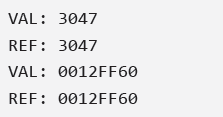 VAL: 3047
REF: 3047
VAL: 0012FF60
REF: 0012FF60